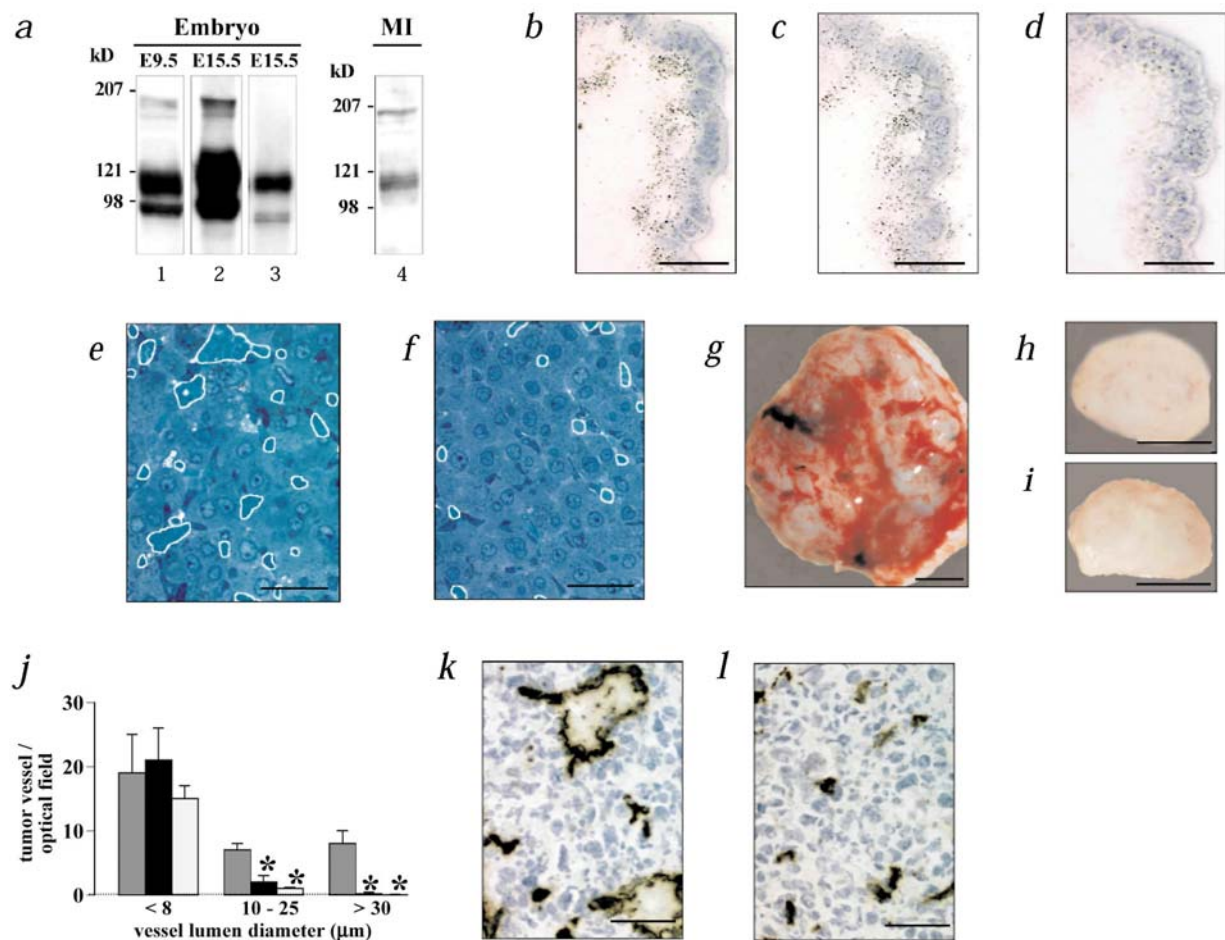 a
Embryo
MI
kD
E9.5 E15.5 E15.5
kD
207
207
121
121
98
98
1 2 3 4
b
c
d
e
f
g
h
i
j
30
20
10
0
tumor vessel /
optical field
* * * *
< 8 10 - 25 > 30
vessel lumen diameter (μm)
k
l